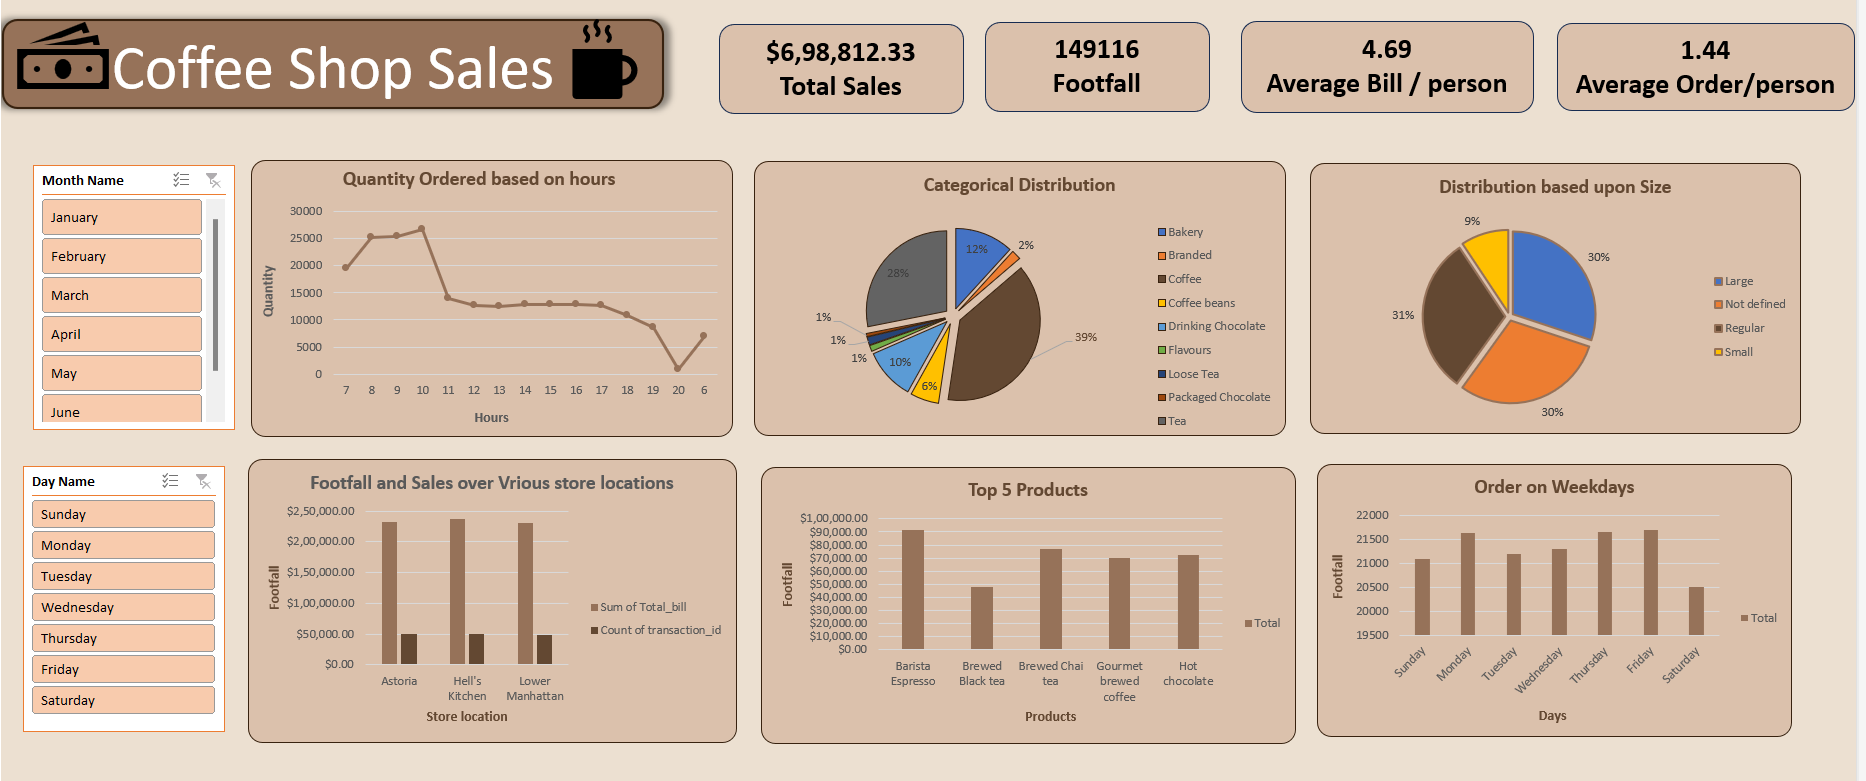 Coffee Shop Sales
$6,98,812.33
Total Sales
149116
Footfall
4.69
Average Bill / person
1.44
Average Order/person
Month Name
January
February
March
April
May
June
Quantity Ordered based on hours
30000
25000
20000
15000
10000
5000
0
Quantity
7 8 9 10 11 12 13 14 15 16 17 18 19 20 6
Hours
Categorical Distribution
12%
2%
39%
6%
10%
1%
1%
1%
28%
Bakery
Branded
Coffee
Coffee beans
Drinking Chocolate
Flavours
Loose Tea
Packaged Chocolate
Tea
Distribution based upon Size
9%
30%
31%
30%
Large
Not defined
Regular
Small
Day Name
Sunday
Monday
Tuesday
Wednesday
Thursday
Friday
Saturday
Footfall and Sales over Vrious store locations
$2,50,000.00
$2,00,000.00
$1,50,000.00
$1,00,000.00
$50,000.00
$0.00
Footfall
Astoria
Hell's
Kitchen
Lower
Manhattan
Store location
Sum of Total_bill
Count of transaction_id
Top 5 Products
$1,00,000.00
$90,000.00
$80,000.00
$70,000.00
$60,000.00
$50,000.00
$40,000.00
$30,000.00
$20,000.00
$10,000.00
$0.00
Footfall
Barista
Espresso
Brewed
Black tea
Brewed Chai
tea
Gourmet
brewed
coffee
Hot
chocolate
Products
Total
Order on Weekdays
22000
21500
21000
20500
20000
19500
Footfall
Sunday
Monday
Tuesday
Wednesday
Thursday
Friday
Saturday
Days
Total